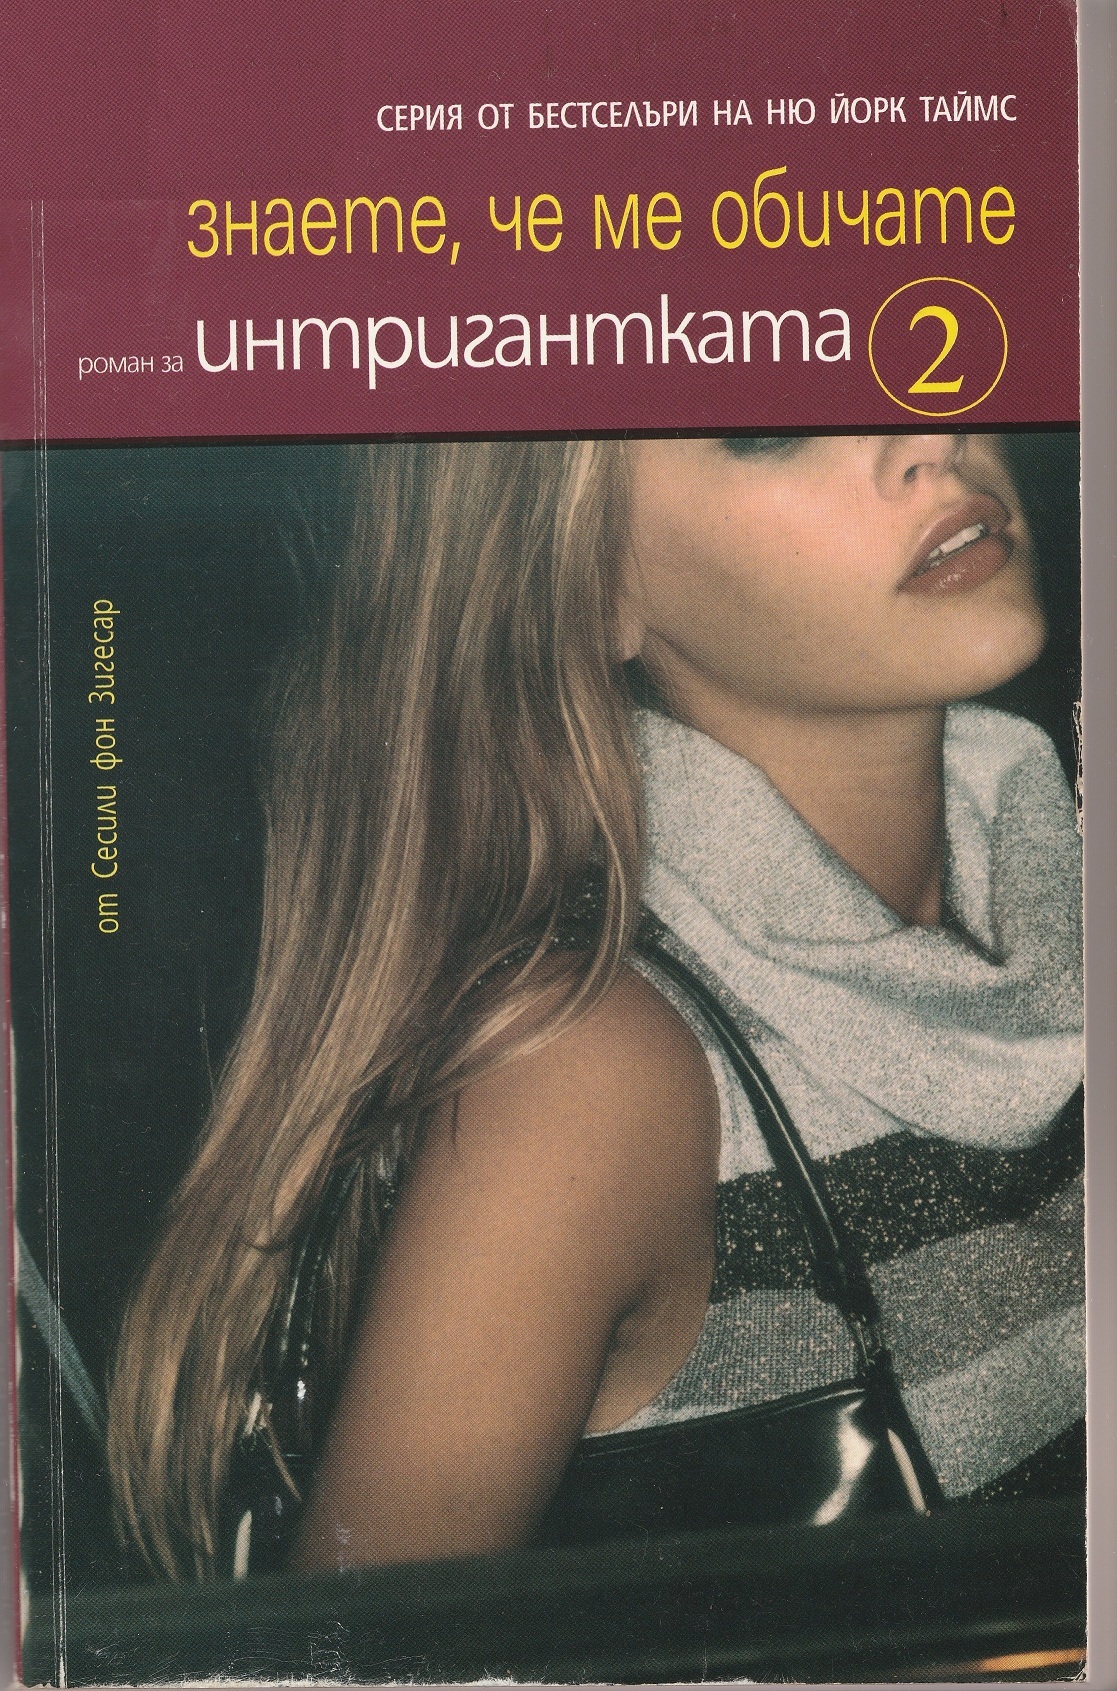 СЕРИЯ ОТ БЕСТСЕЛЪРИ НА НЮ ЙОРК ТАЙМС
знаете, че ме обичате
роман за интригантката 2
от Сесили фон Зигесар